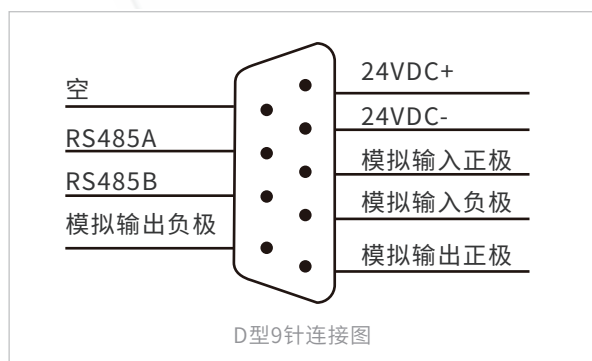 空
RS485A
RS485B
模拟输出负极
24VDC+
24VDC-
模拟输入正极
模拟输入负极
模拟输出正极
D型9针连接图